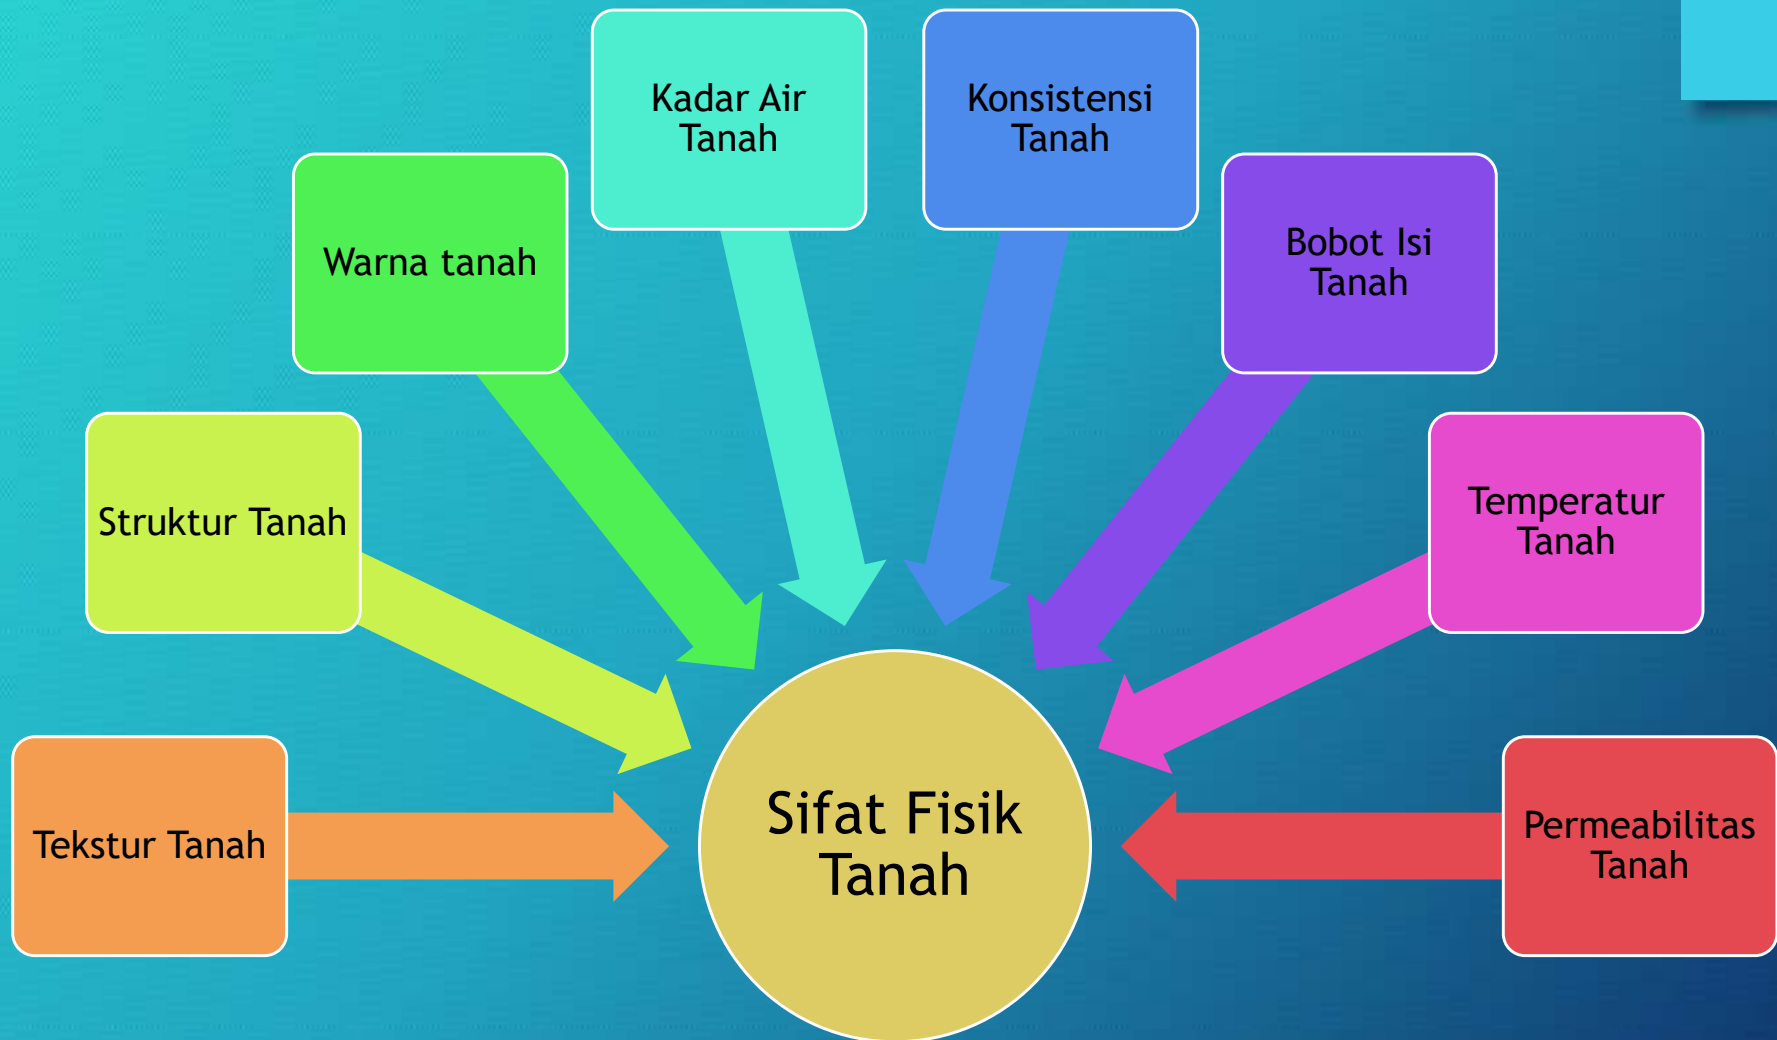 Kadar Air
Tanah
Konsistensi
Tanah
Warna tanah
Bobot Isi
Tanah
Struktur Tanah
Temperatur
Tanah
Tekstur Tanah
Sifat Fisik
Tanah
Permeabilitas
Tanah